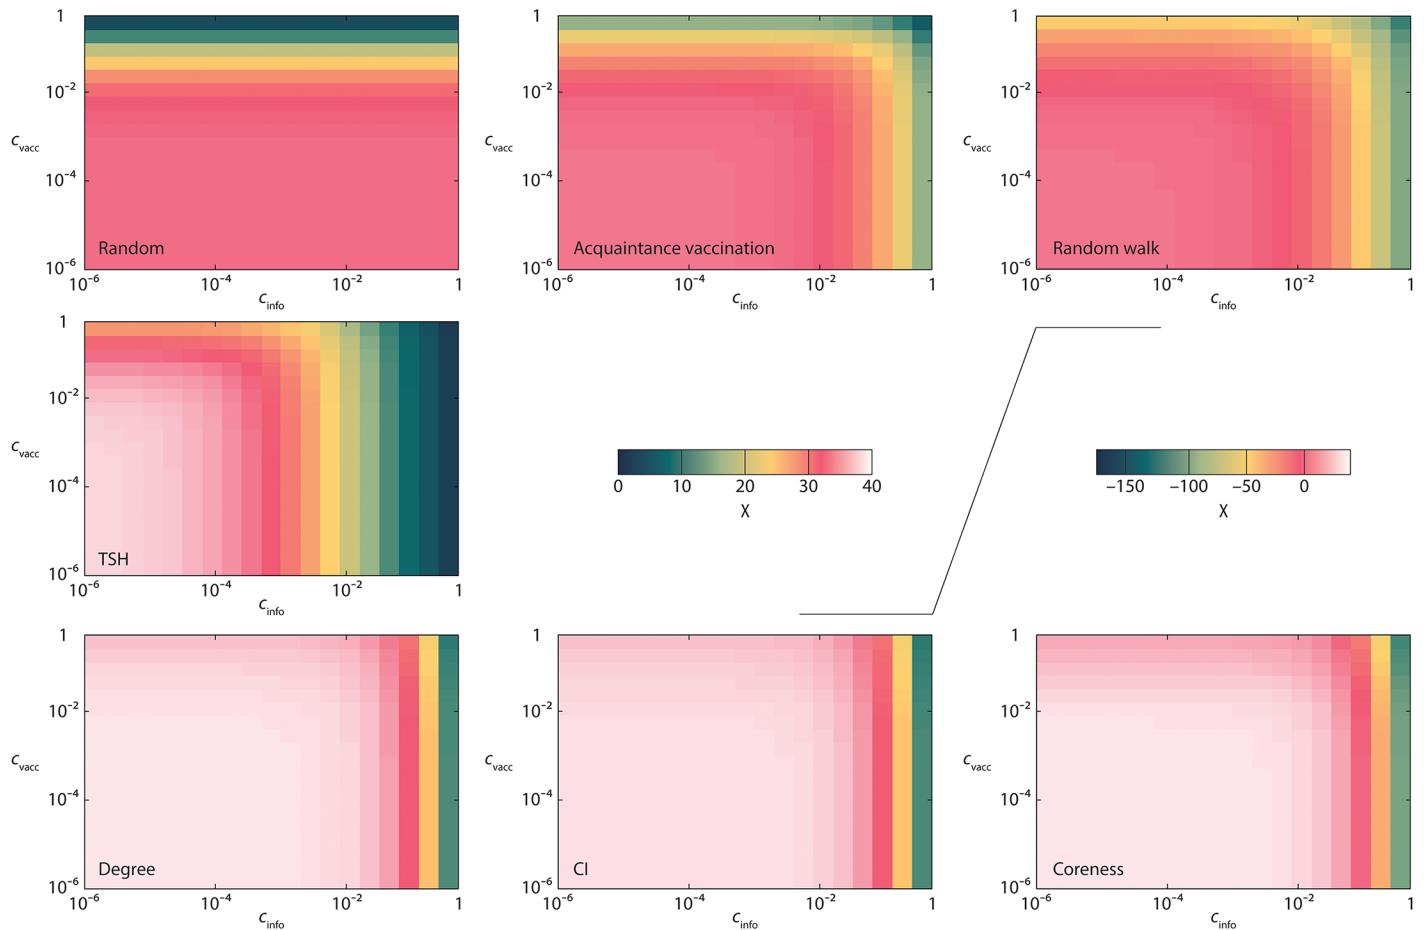 1 1 1
10⁻² 10⁻² 10⁻²
c_vacc c_vacc c_vacc
10⁻⁴ 10⁻⁴ 10⁻⁴
Random Acquaintance vaccination Random walk
10⁻⁶ 10⁻⁶ 10⁻⁶
10⁻⁶ 10⁻⁴ 10⁻² 1 10⁻⁶ 10⁻⁴ 10⁻² 1 10⁻⁶ 10⁻⁴ 10⁻² 1
c_info c_info c_info
1
10⁻²
c_vacc
10⁻⁴
TSH
10⁻⁶
10⁻⁶ 10⁻⁴ 10⁻² 1
c_info
0 10 20 30 40
χ
−150 −100 −50 0
χ
1 1 1
10⁻² 10⁻² 10⁻²
c_vacc c_vacc c_vacc
10⁻⁴ 10⁻⁴ 10⁻⁴
Degree CI Coreness
10⁻⁶ 10⁻⁶ 10⁻⁶
10⁻⁶ 10⁻⁴ 10⁻² 1 10⁻⁶ 10⁻⁴ 10⁻² 1 10⁻⁶ 10⁻⁴ 10⁻² 1
c_info c_info c_info